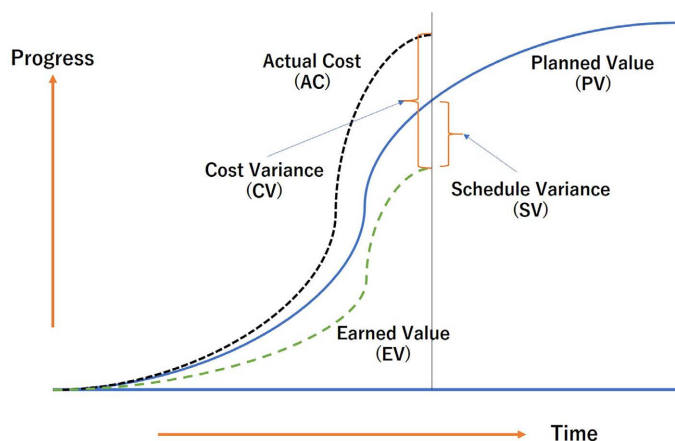 Progress
Actual Cost
(AC)
Planned Value
(PV)
Cost Variance
(CV)
Schedule Variance
(SV)
Earned Value
(EV)
Time